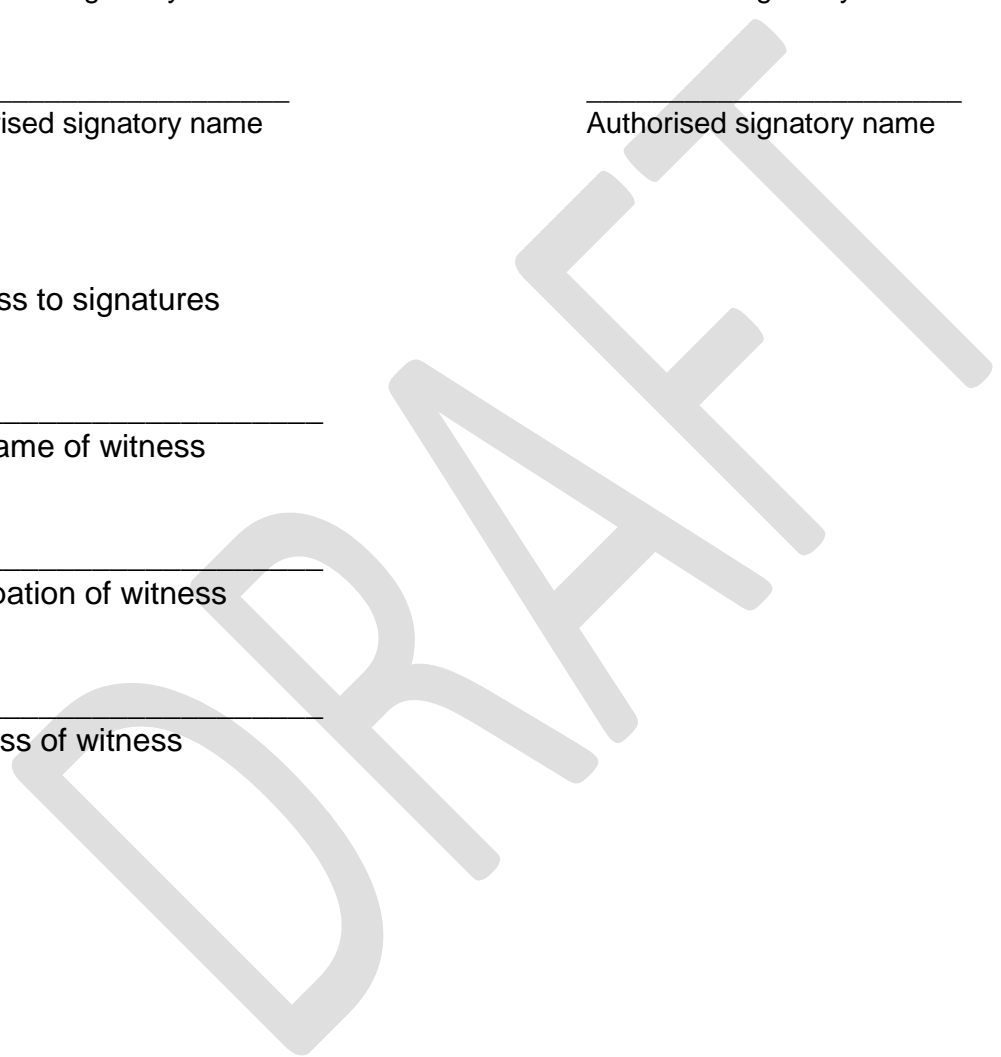 ised signatory name Authorised signatory name
ss to signatures
ame of witness
pation of witness
ss of witness
DRAFT